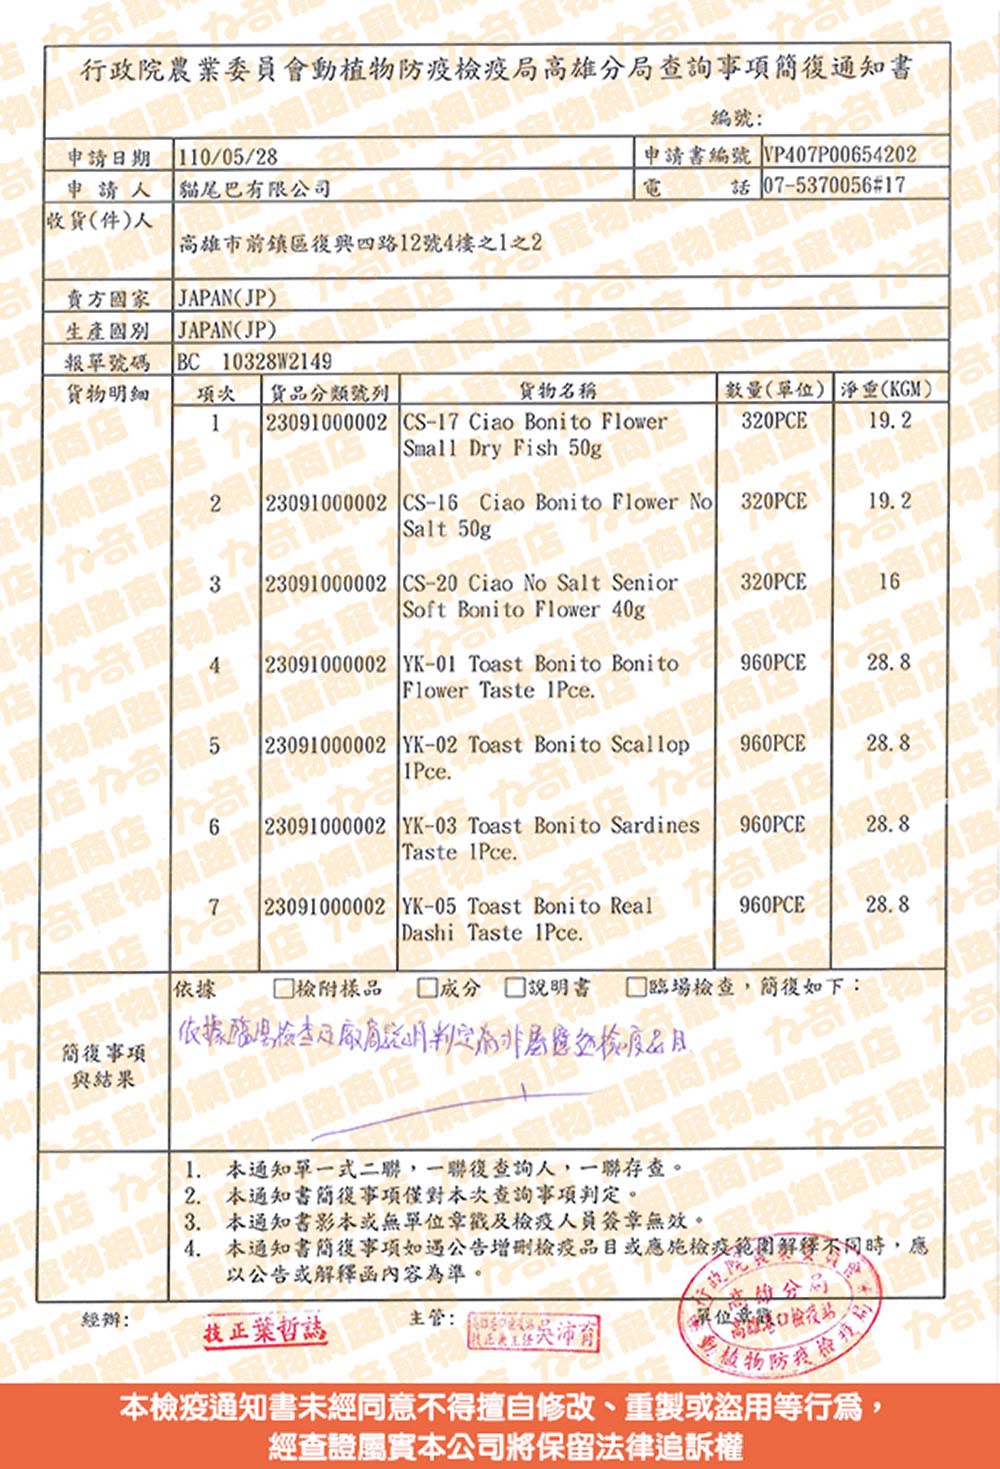 行政院農業委員會動植物防疫檢疫局高雄分局查詢事項簡復通知書
編號:
申請日期 110/05/28 申請書編號 VP407P00654202
申請人 貓尾巴有限公司 電話 07-5370056#17
收貨(件)人
高雄市前鎮區復興四路12號4樓之1之2
賣方國家 JAPAN(JP)
生產國別 JAPAN(JP)
報單號碼 BC 10328W2149
貨物明細 項次 貨品分類號列 貨物名稱 數量(單位) 淨重(KGM)
1 23091000002 CS-17 Ciao Bonito Flower 320PCE 19.2
Small Dry Fish 50g
2 23091000002 CS-16 Ciao Bonito Flower No 320PCE 19.2
Salt 50g
3 23091000002 CS-20 Ciao No Salt Senior 320PCE 16
Soft Bonito Flower 40g
4 23091000002 YK-01 Toast Bonito Bonito 960PCE 28.8
Flower Taste 1Pce.
5 23091000002 YK-02 Toast Bonito Scallop 960PCE 28.8
1Pce.
6 23091000002 YK-03 Toast Bonito Sardines 960PCE 28.8
Taste 1Pce.
7 23091000002 YK-05 Toast Bonito Real 960PCE 28.8
Dashi Taste 1Pce.
依據 □檢附樣品 □成分 □說明書 □臨場檢查，簡復如下：
依據臨場檢查及廠商說明判定尚非屬應施檢疫品目
簡復事項
與結果
1. 本通知單一式二聯，一聯復查詢人，一聯存查。
2. 本通知書簡復事項僅對本次查詢事項判定。
3. 本通知書影本或無單位章戳及檢疫人員簽章無效。
4. 本通知書簡復事項如遇公告增刪檢疫品目或應施檢疫範圍解釋不同時，應
以公告或解釋函內容為準。
經辦: 技正葉哲誌 主管: 技正兼主任吳沛育 單位章戳:
行政院農業委員會
動植物防疫檢疫局
高雄分局
高雄港口檢疫站
力奇寵物網路商店
本檢疫通知書未經同意不得擅自修改、重製或盜用等行為，
經查證屬實本公司將保留法律追訴權